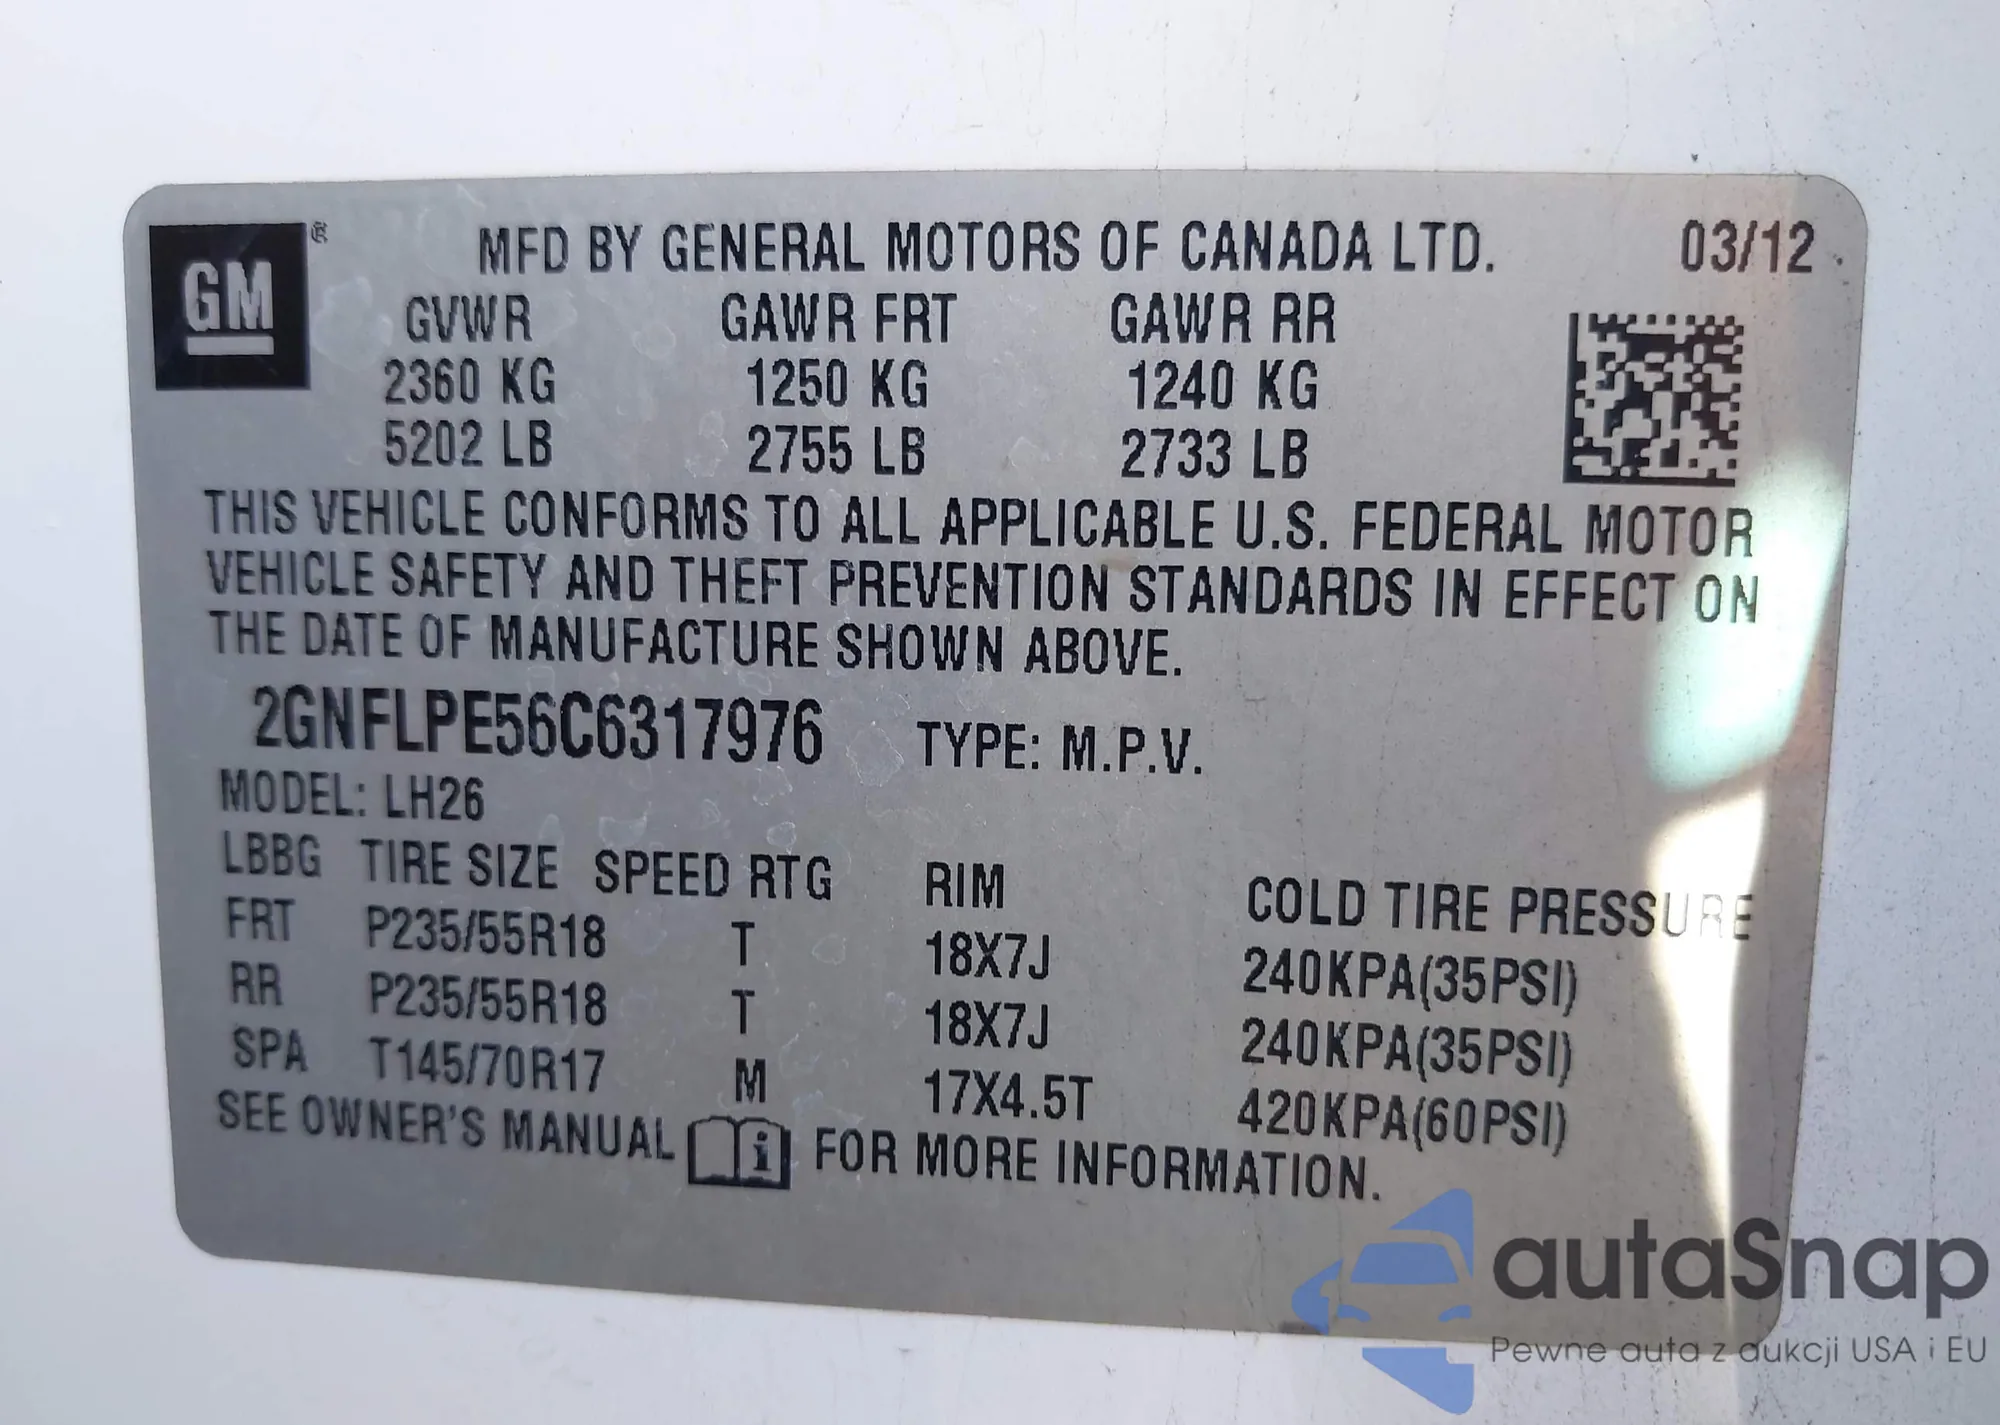 GM ®
MFD BY GENERAL MOTORS OF CANADA LTD. 03/12
GVWR GAWR FRT GAWR RR
2360 KG 1250 KG 1240 KG
5202 LB 2755 LB 2733 LB
THIS VEHICLE CONFORMS TO ALL APPLICABLE U.S. FEDERAL MOTOR
VEHICLE SAFETY AND THEFT PREVENTION STANDARDS IN EFFECT ON
THE DATE OF MANUFACTURE SHOWN ABOVE.
2GNFLPE56C6317976 TYPE: M.P.V.
MODEL: LH26
LBBG TIRE SIZE SPEED RTG RIM COLD TIRE PRESSURE
FRT P235/55R18 T 18X7J 240KPA(35PSI)
RR P235/55R18 T 18X7J 240KPA(35PSI)
SPA T145/70R17 M 17X4.5T 420KPA(60PSI)
SEE OWNER'S MANUAL i FOR MORE INFORMATION.
autaSnap
Pewne auta z aukcji USA i EU